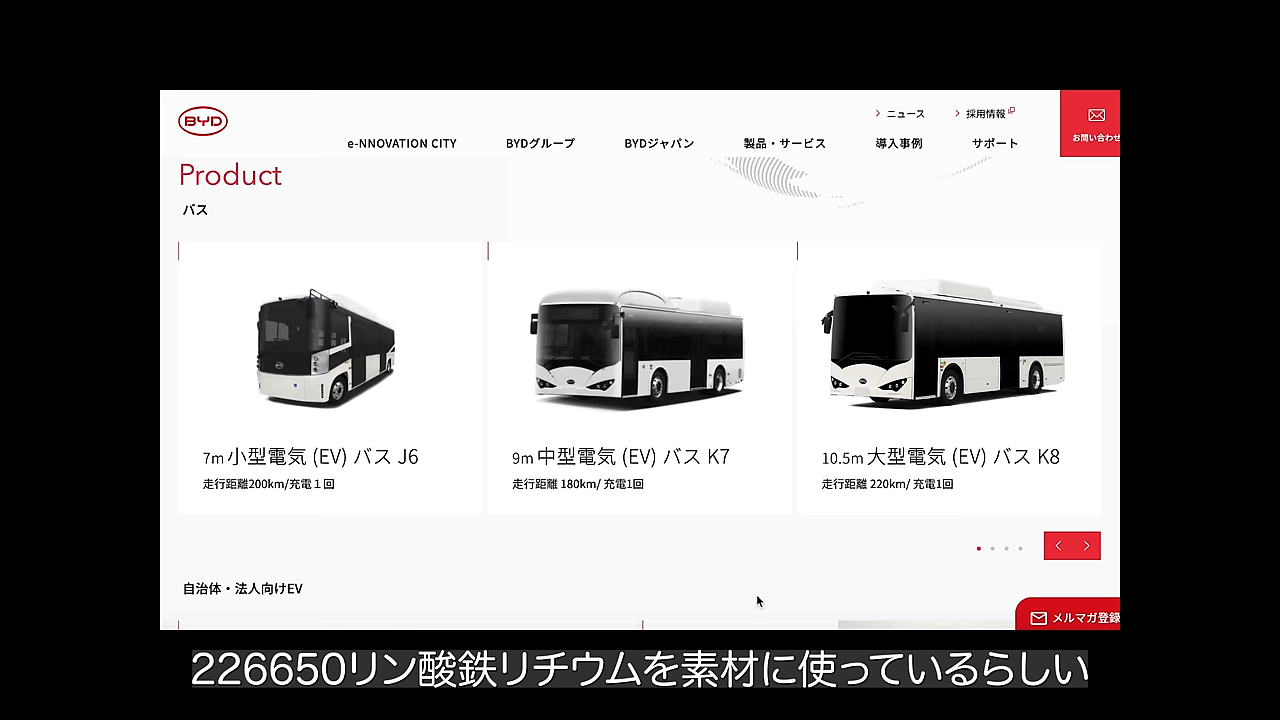 BYD
ニュース
採用情報
お問い合わせ
e-NNOVATION CITY
BYDグループ
BYDジャパン
製品・サービス
導入事例
サポート
Product
バス
7m 小型電気 (EV) バス J6
走行距離200km/充電１回
9m 中型電気 (EV) バス K7
走行距離 180km/ 充電1回
10.5m 大型電気 (EV) バス K8
走行距離 220km/ 充電1回
自治体・法人向けEV
メルマガ登録
226650リン酸鉄リチウムを素材に使っているらしい